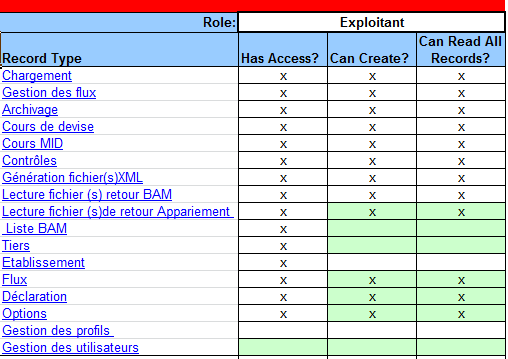 Role: Exploitant
Record Type Has Access? Can Create? Can Read All Records?
Chargement x x x
Gestion des flux x x x
Archivage x x x
Cours de devise x x x
Cours MID x x x
Contrôles x x x
Génération fichier(s)XML x x x
Lecture fichier (s) retour BAM x x x
Lecture fichier (s)de retour Appariement x x x
Liste BAM x
Tiers x
Etablissement x
Flux x x x
Déclaration x x x
Options x x x
Gestion des profils
Gestion des utilisateurs